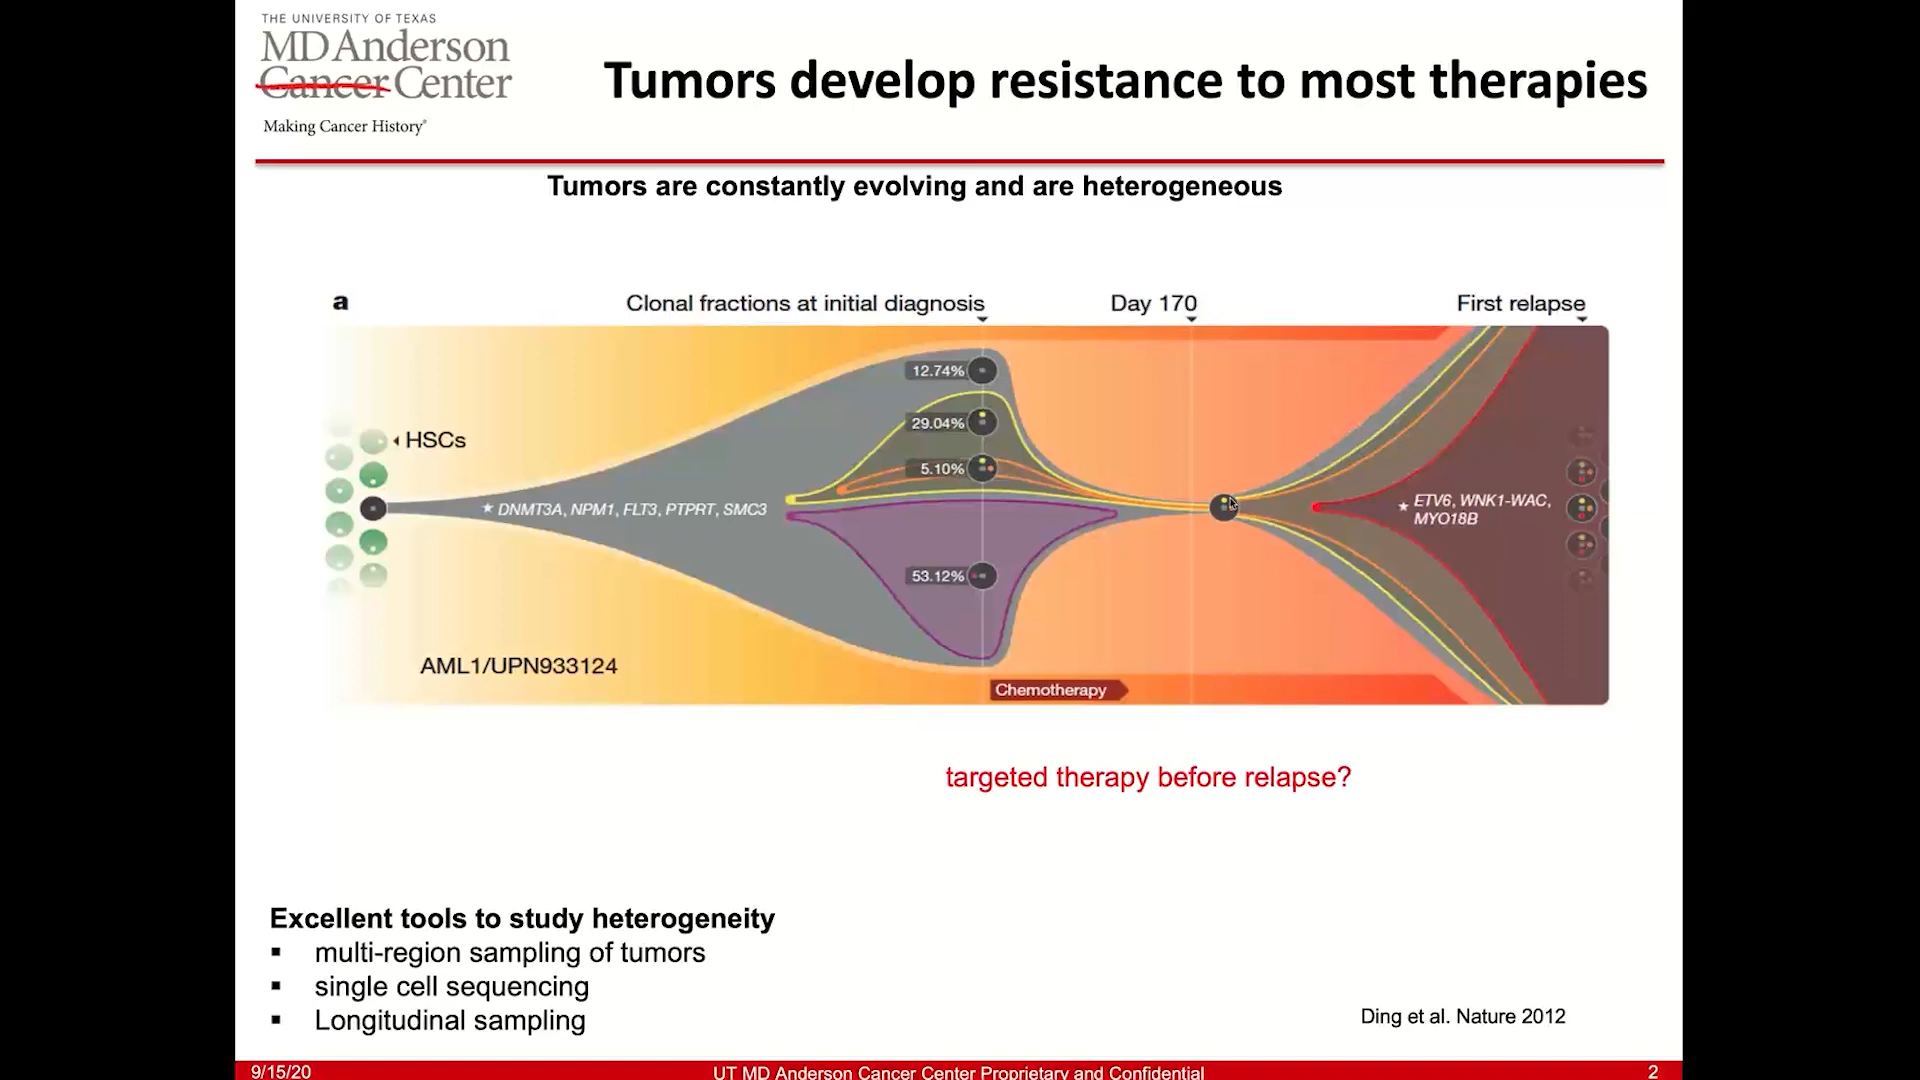 THE UNIVERSITY OF TEXAS
MD Anderson
Cancer Center
Making Cancer History®
Tumors develop resistance to most therapies
Tumors are constantly evolving and are heterogeneous
a
Clonal fractions at initial diagnosis
Day 170
First relapse
12.74%
29.04%
5.10%
53.12%
HSCs
DNMT3A, NPM1, FLT3, PTPRT, SMC3
ETV6, WNK1-WAC,
MYO18B
AML1/UPN933124
Chemotherapy
targeted therapy before relapse?
Excellent tools to study heterogeneity
▪ multi-region sampling of tumors
▪ single cell sequencing
▪ Longitudinal sampling
Ding et al. Nature 2012
9/15/20
UT MD Anderson Cancer Center Proprietary and Confidential
2